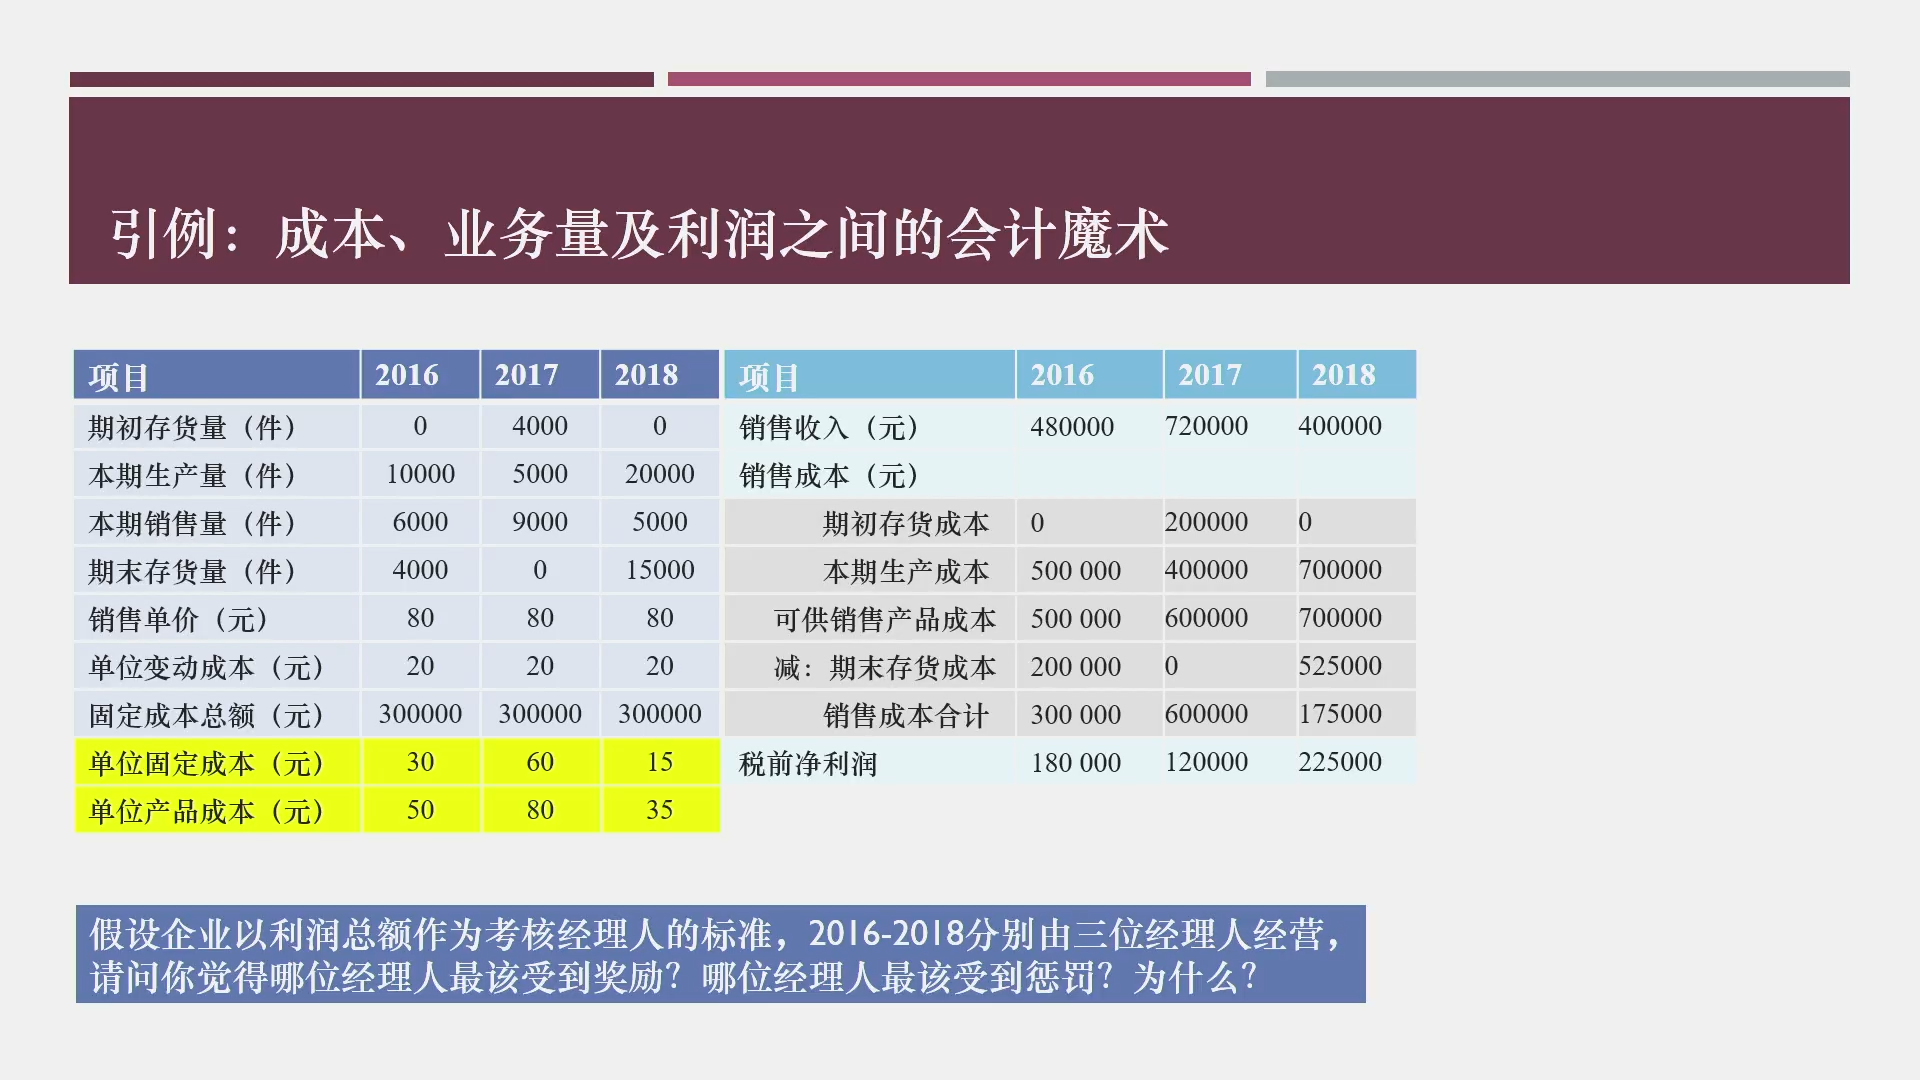 引例：成本、业务量及利润之间的会计魔术
项目 2016 2017 2018
期初存货量（件） 0 4000 0
本期生产量（件） 10000 5000 20000
本期销售量（件） 6000 9000 5000
期末存货量（件） 4000 0 15000
销售单价（元） 80 80 80
单位变动成本（元） 20 20 20
固定成本总额（元） 300000 300000 300000
单位固定成本（元） 30 60 15
单位产品成本（元） 50 80 35
项目 2016 2017 2018
销售收入（元） 480000 720000 400000
销售成本（元）
期初存货成本 0 200000 0
本期生产成本 500 000 400000 700000
可供销售产品成本 500 000 600000 700000
减：期末存货成本 200 000 0 525000
销售成本合计 300 000 600000 175000
税前净利润 180 000 120000 225000
假设企业以利润总额作为考核经理人的标准，2016-2018分别由三位经理人经营，
请问你觉得哪位经理人最该受到奖励？哪位经理人最该受到惩罚？为什么？